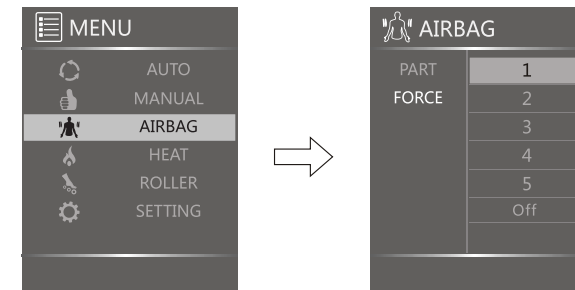 MENU
AUTO
MANUAL
AIRBAG
HEAT
ROLLER
SETTING
AIRBAG
PART
FORCE
1
2
3
4
5
Off